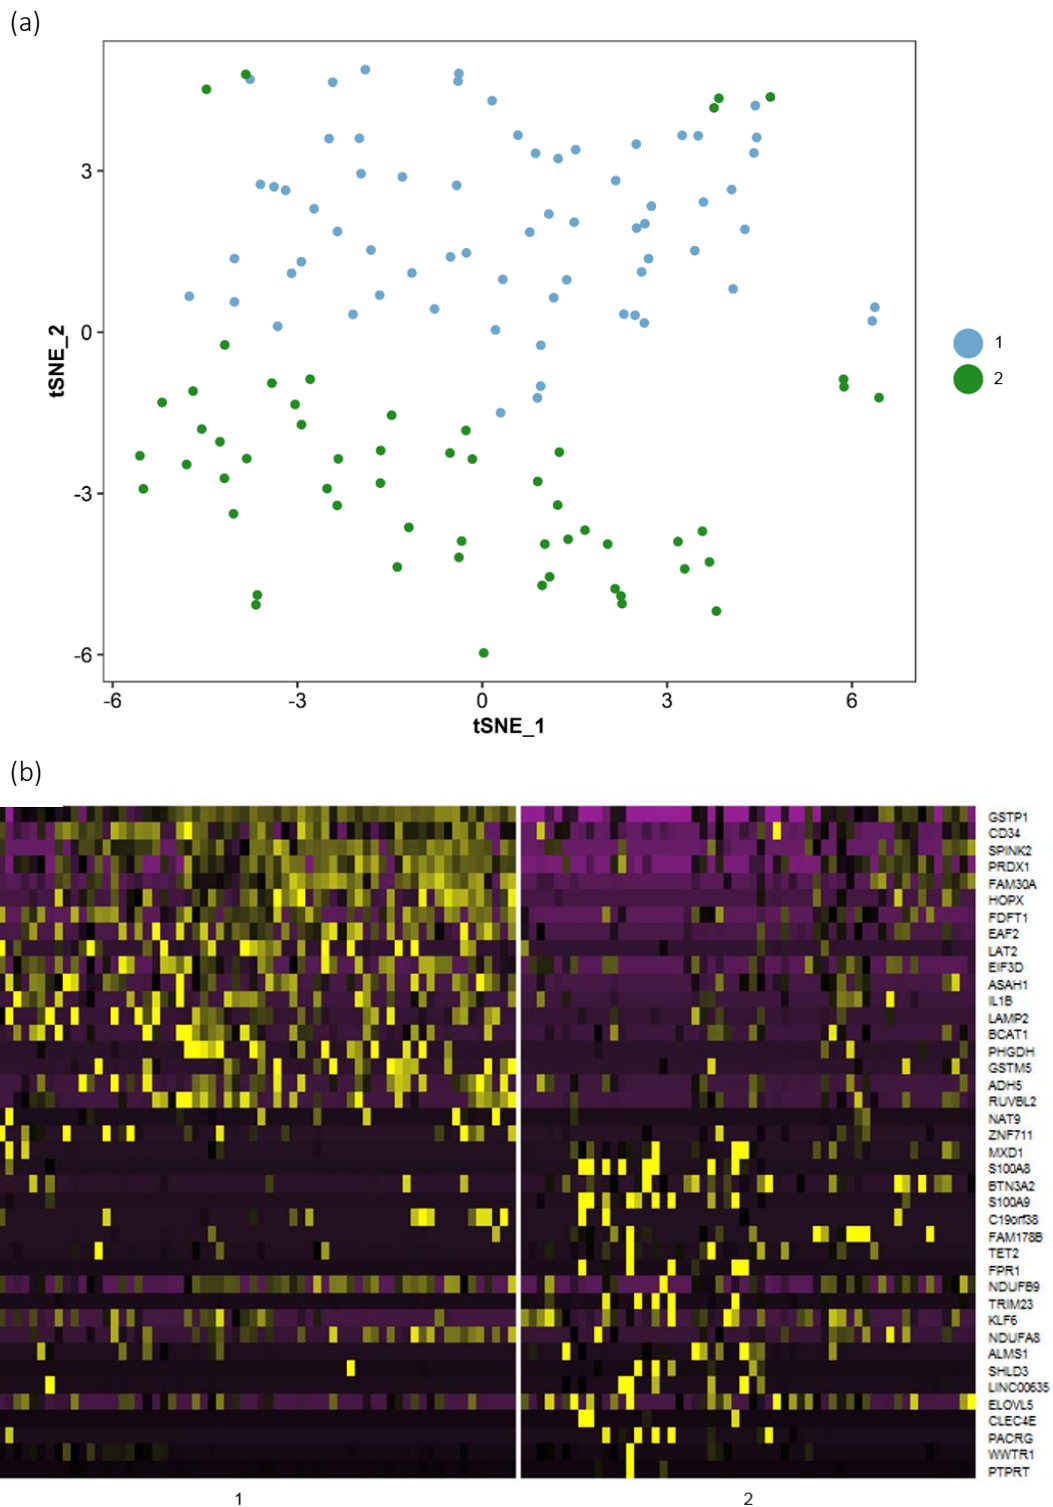 (a)
3
0
-3
-6
tSNE_2
-6
-3
0
3
6
tSNE_1
1
2
(b)
GSTP1
CD34
SPINK2
PRDX1
FAM30A
HOPX
FDFT1
EAF2
LAT2
EIF3D
ASAH1
IL1B
LAMP2
BCAT1
PHGDH
GSTM5
ADH5
RUVBL2
NAT9
ZNF711
MXD1
S100A8
BTN3A2
S100A9
C19orf38
FAM178B
TET2
FPR1
NDUFB9
TRIM23
KLF6
NDUFA8
ALMS1
SHLD3
LINC00635
ELOVL5
CLEC4E
PACRG
WWTR1
PTPRT
1
2